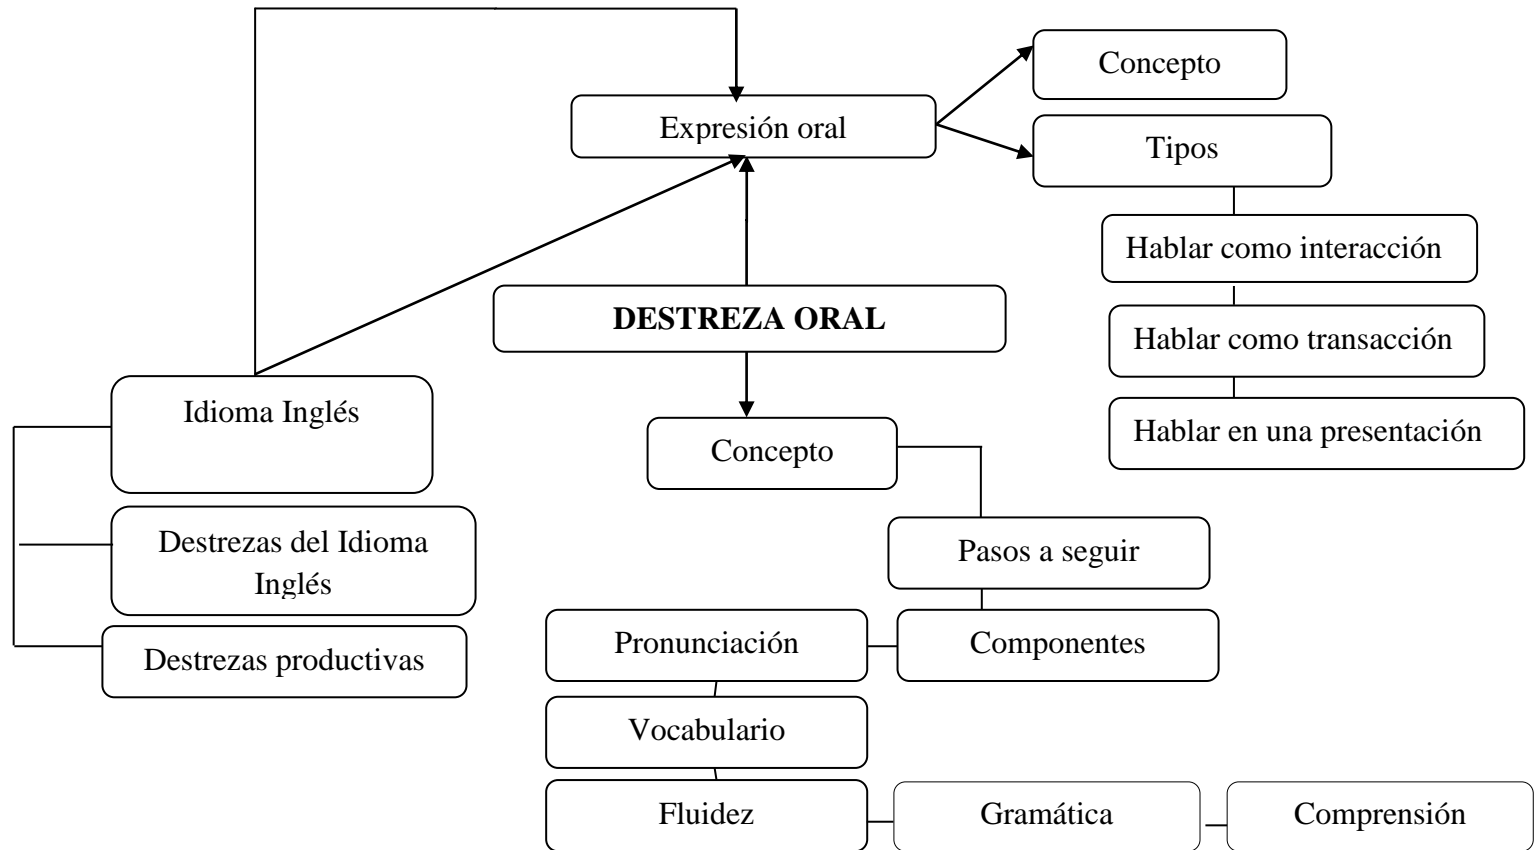 Concepto
Expresión oral
Tipos
Hablar como interacción
DESTREZA ORAL
Hablar como transacción
Idioma Inglés
Hablar en una presentación
Concepto
Destrezas del Idioma
Inglés
Pasos a seguir
Destrezas productivas
Pronunciación
Componentes
Vocabulario
Fluidez
Gramática
Comprensión